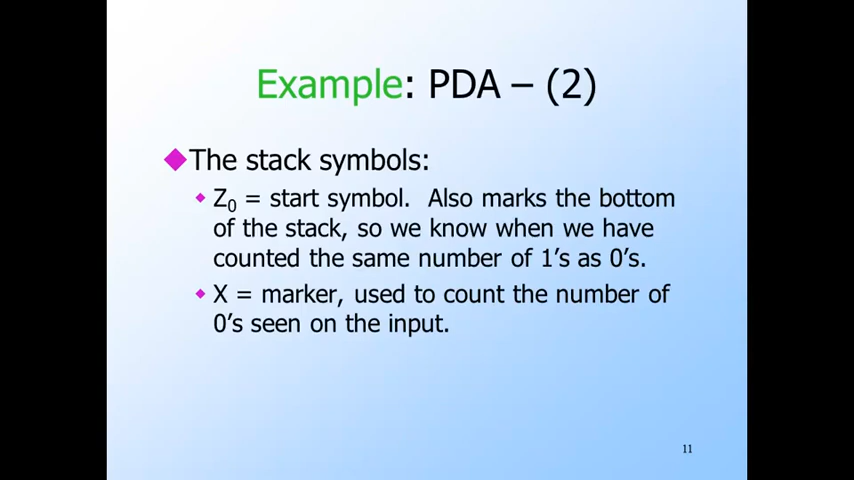 Example: PDA – (2)
The stack symbols:
Z0 = start symbol. Also marks the bottom
of the stack, so we know when we have
counted the same number of 1’s as 0’s.
X = marker, used to count the number of
0’s seen on the input.
11